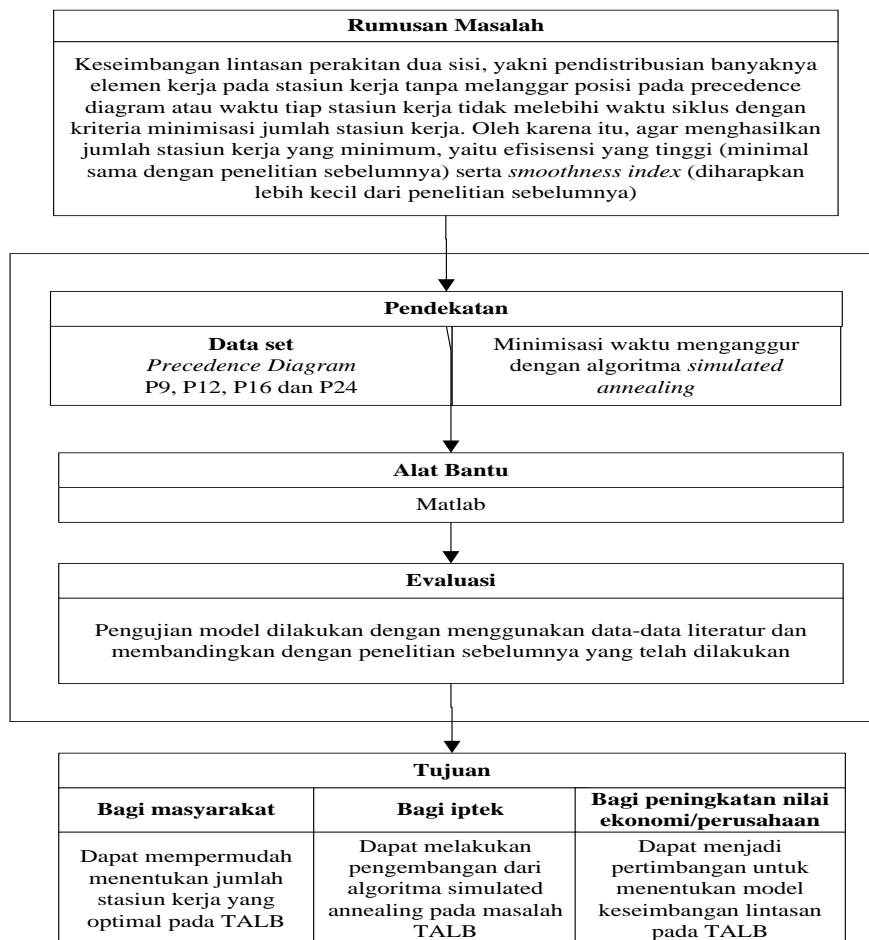 Rumusan Masalah
Keseimbangan lintasan perakitan dua sisi, yakni pendistribusian banyaknya
elemen kerja pada stasiun kerja tanpa melanggar posisi pada precedence
diagram atau waktu tiap stasiun kerja tidak melebihi waktu siklus dengan
kriteria minimisasi jumlah stasiun kerja. Oleh karena itu, agar menghasilkan
jumlah stasiun kerja yang minimum, yaitu efisisensi yang tinggi (minimal
sama dengan penelitian sebelumnya) serta smoothness index (diharapkan
lebih kecil dari penelitian sebelumnya)
Pendekatan
Data set
Precedence Diagram
P9, P12, P16 dan P24
Minimisasi waktu menganggur
dengan algoritma simulated
annealing
Alat Bantu
Matlab
Evaluasi
Pengujian model dilakukan dengan menggunakan data-data literatur dan
membandingkan dengan penelitian sebelumnya yang telah dilakukan
Tujuan
Bagi masyarakat
Dapat mempermudah
menentukan jumlah
stasiun kerja yang
optimal pada TALB
Bagi iptek
Dapat melakukan
pengembangan dari
algoritma simulated
annealing pada masalah
TALB
Bagi peningkatan nilai
ekonomi/perusahaan
Dapat menjadi
pertimbangan untuk
menentukan model
keseimbangan lintasan
pada TALB